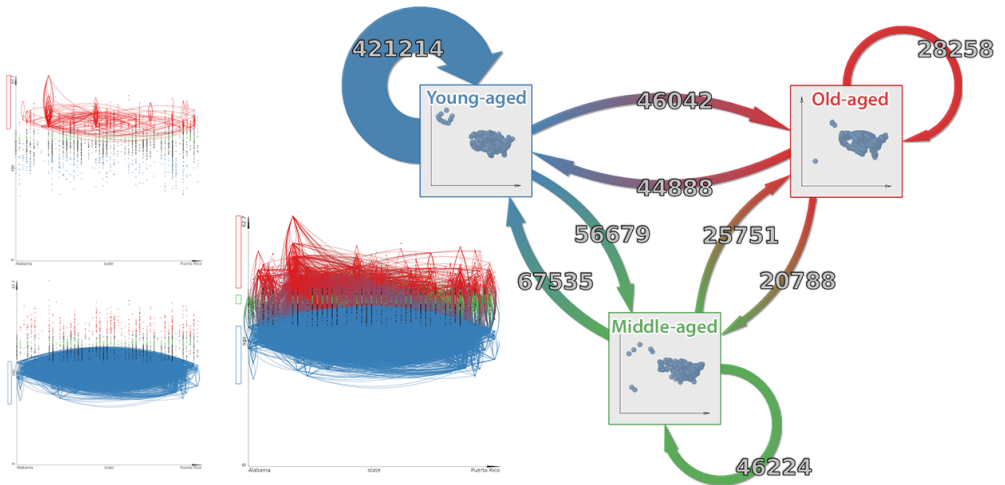 421214
28258
Young-aged
46042
Old-aged
44888
56679
25751
67535
20788
Middle-aged
46224
Alabama state Puerto Rico
Alabama state Puerto Rico
Alabama state Puerto Rico